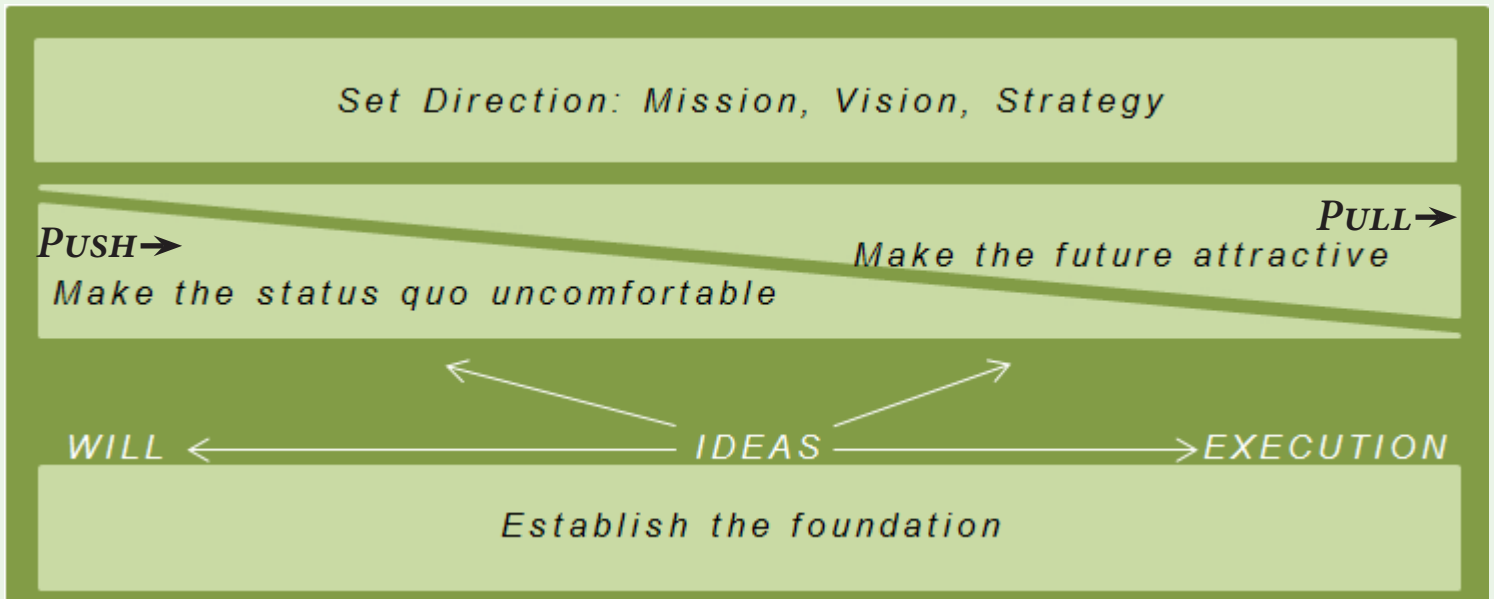 Set Direction: Mission, Vision, Strategy
PUSH
PULL
Make the future attractive
Make the status quo uncomfortable
WILL IDEAS EXECUTION
Establish the foundation